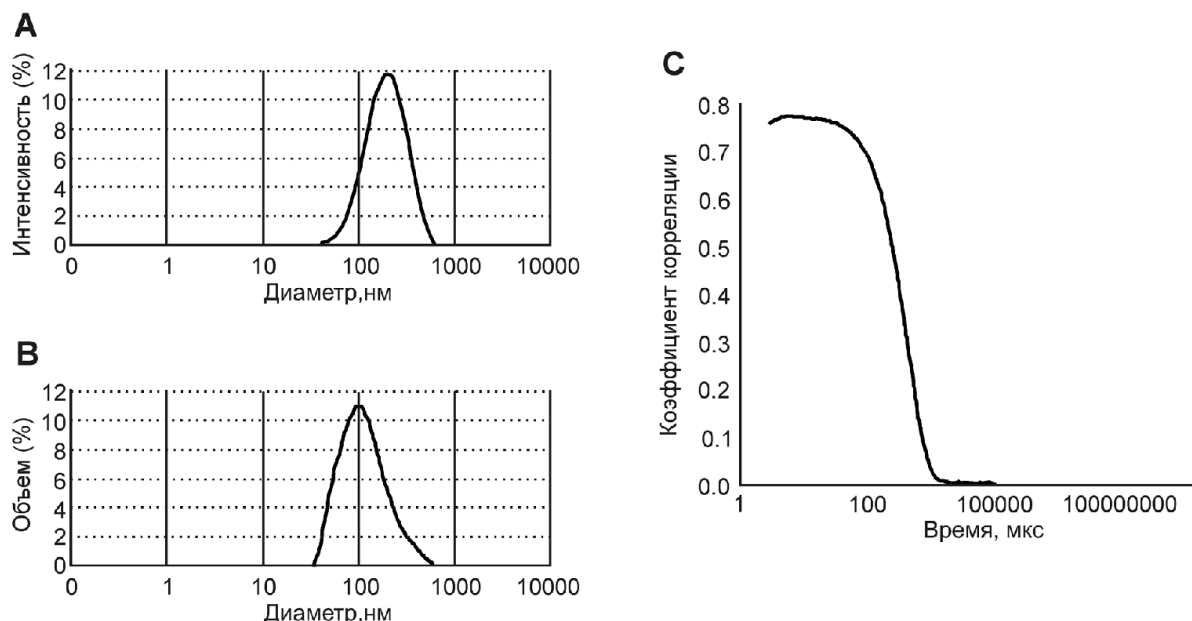 A
Интенсивность (%)
12
10
8
6
4
2
0
0 1 10 100 1000 10000
Диаметр,нм
B
Объем (%)
12
10
8
6
4
2
0
0 1 10 100 1000 10000
Диаметр,нм
C
Коэффициент корреляции
0.8
0.7
0.6
0.5
0.4
0.3
0.2
0.1
0.0
1 100 100000 100000000
Время, мкс